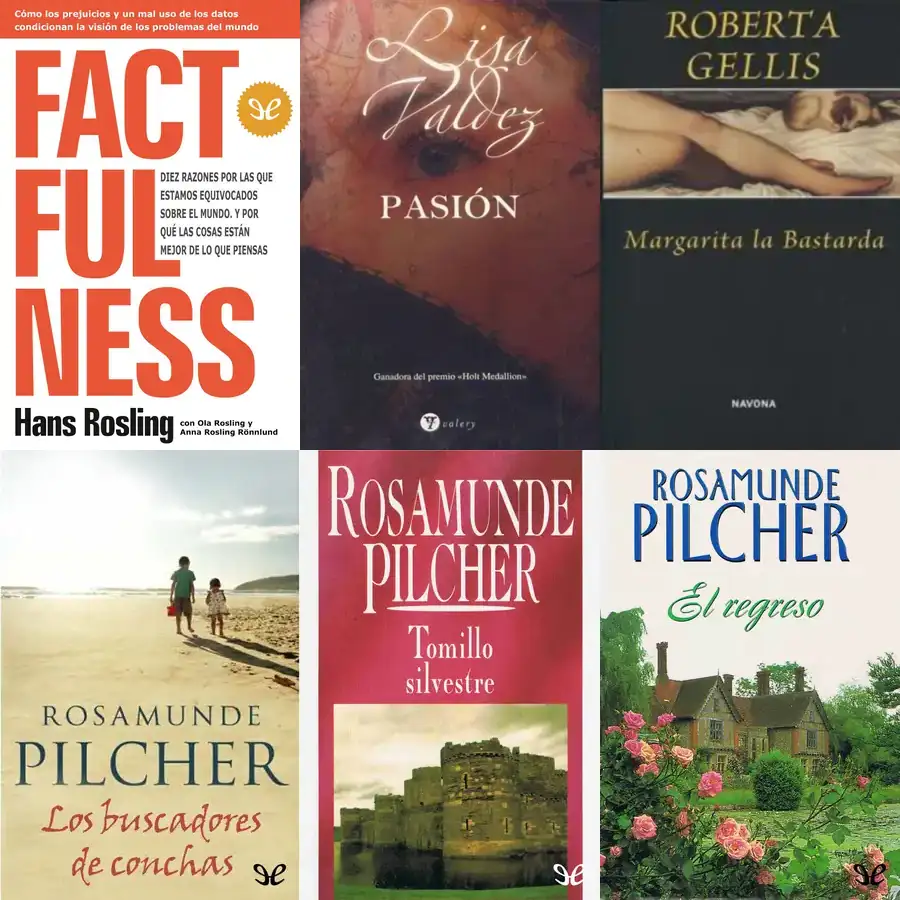 Cómo los prejuicios y un mal uso de los datos
condicionan la visión de los problemas del mundo
FACT
FUL
NESS
DIEZ RAZONES POR LAS QUE
ESTAMOS EQUIVOCADOS
SOBRE EL MUNDO. Y POR
QUÉ LAS COSAS ESTÁN
MEJOR DE LO QUE PIENSAS
Hans Rosling
con Ola Rosling y
Anna Rosling Rönnlund
Lisa
Valdez
PASIÓN
Ganadora del premio «Holt Medallion»
valery
ROBERTA
GELLIS
Margarita la Bastarda
NAVONA
ROSAMUNDE
PILCHER
Los buscadores
de conchas
ROSAMUNDE
PILCHER
Tomillo
silvestre
ROSAMUNDE
PILCHER
El regreso